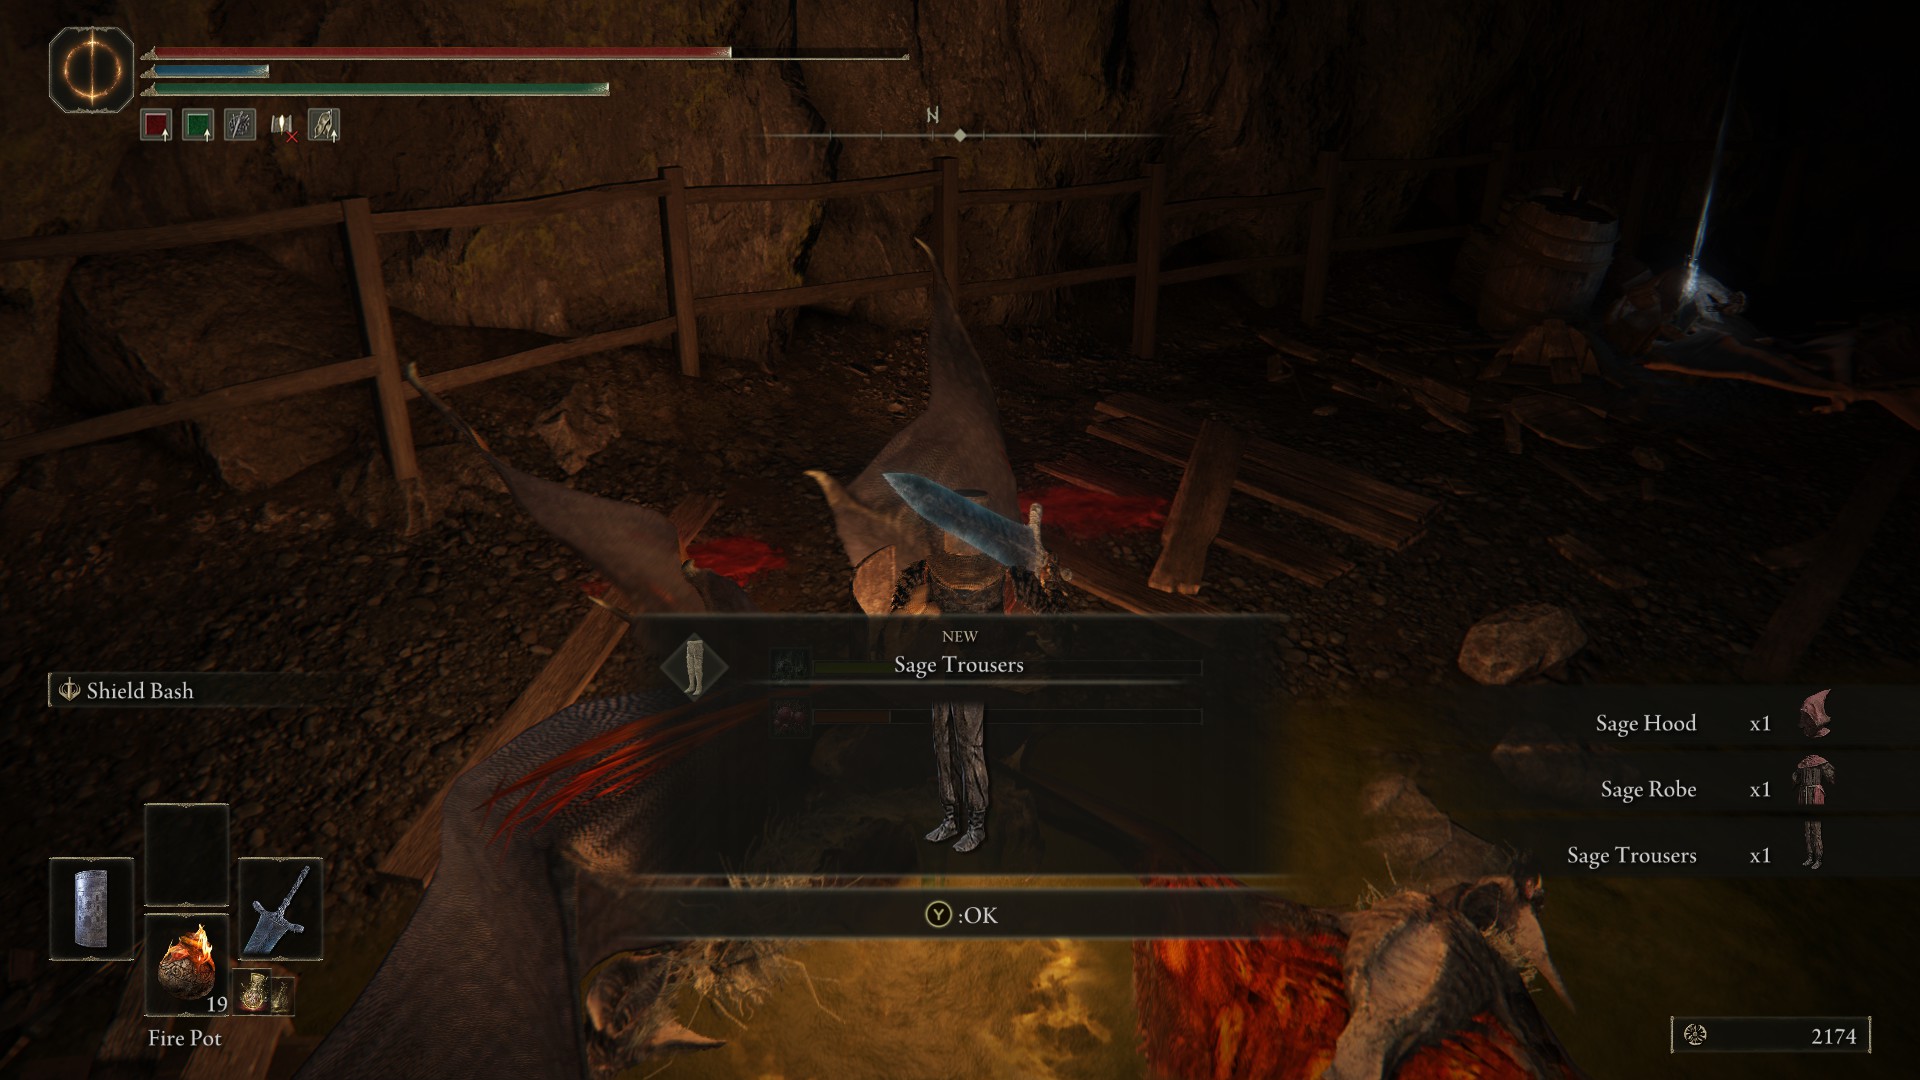 N
NEW
Sage Trousers
Shield Bash
Sage Hood x1
Sage Robe x1
Sage Trousers x1
Y :OK
19
Fire Pot
2174